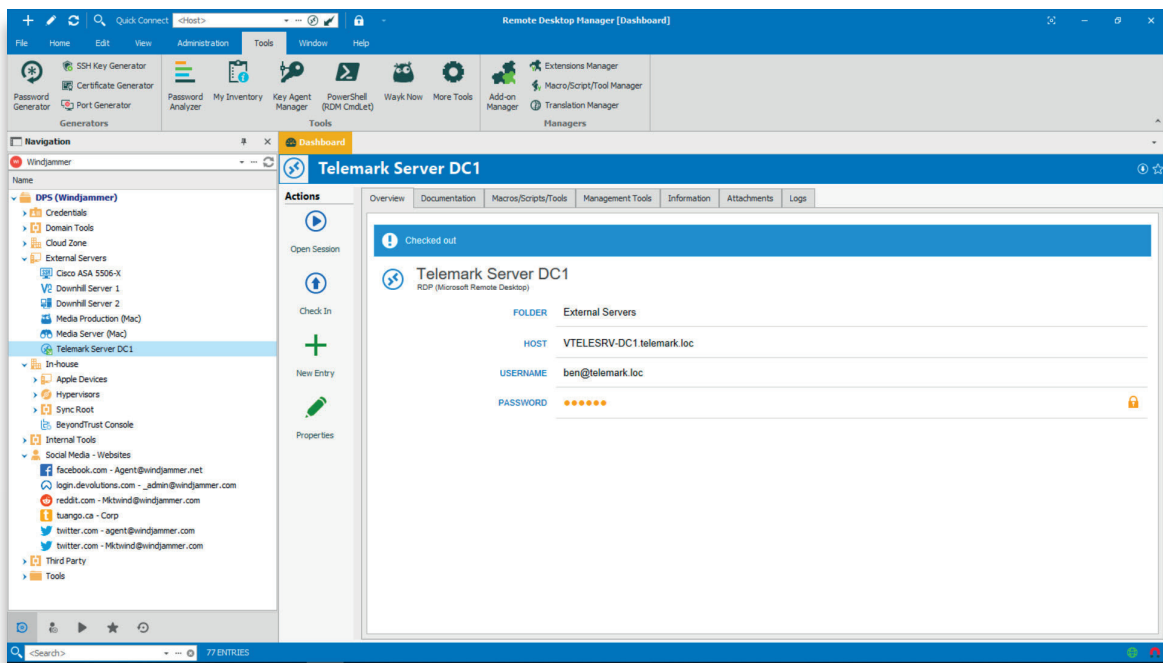 Quick Connect <Host> Remote Desktop Manager [Dashboard]
File Home Edit View Administration Tools Window Help
SSH Key Generator
Certificate Generator
Port Generator
Password Generator
Generators
Password Analyzer
My Inventory
Key Agent Manager
PowerShell (RDM CmdLet)
Wayk Now
More Tools
Tools
Add-on Manager
Extensions Manager
Macro/Script/Tool Manager
Translation Manager
Managers
Navigation
Dashboard
Windjammer
Name
DPS (Windjammer)
Credentials
Domain Tools
Cloud Zone
External Servers
Cisco ASA 5506-X
Downhill Server 1
Downhill Server 2
Media Production (Mac)
Media Server (Mac)
Telemark Server DC1
In-house
Apple Devices
Hypervisors
Sync Root
BeyondTrust Console
Internal Tools
Social Media - Websites
facebook.com - Agent@windjammer.net
login.devolutions.com - _admin@windjammer.com
reddit.com - Mktwind@windjammer.com
tuango.ca - Corp
twitter.com - agent@windjammer.com
twitter.com - Mktwind@windjammer.com
Third Party
Tools
Telemark Server DC1
Actions
Open Session
Check In
New Entry
Properties
Overview Documentation Macros/Scripts/Tools Management Tools Information Attachments Logs
Checked out
Telemark Server DC1
RDP (Microsoft Remote Desktop)
FOLDER External Servers
HOST VTELESRV-DC1.telemark.loc
USERNAME ben@telemark.loc
PASSWORD ●●●●●●
<Search> 77 ENTRIES